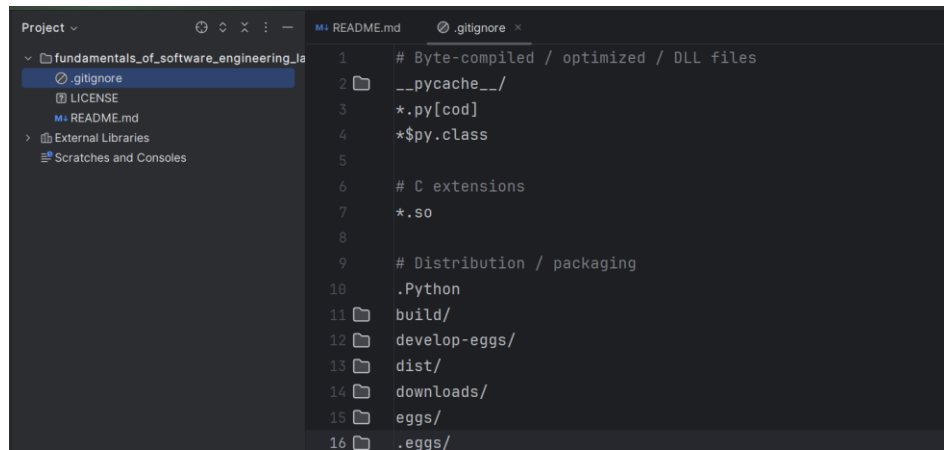 Project
fundamentals_of_software_engineering_la
.gitignore
LICENSE
README.md
External Libraries
Scratches and Consoles
README.md
.gitignore
1 # Byte-compiled / optimized / DLL files
2 __pycache__/
3 *.py[cod]
4 *$py.class
5
6 # C extensions
7 *.so
8
9 # Distribution / packaging
10 .Python
11 build/
12 develop-eggs/
13 dist/
14 downloads/
15 eggs/
16 .eggs/